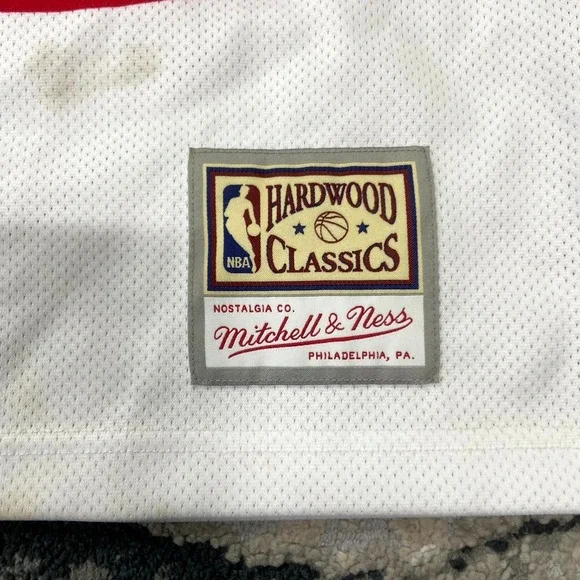 HARDWOOD
NBA
CLASSICS
NOSTALGIA CO.
Mitchell & Ness
PHILADELPHIA, PA.